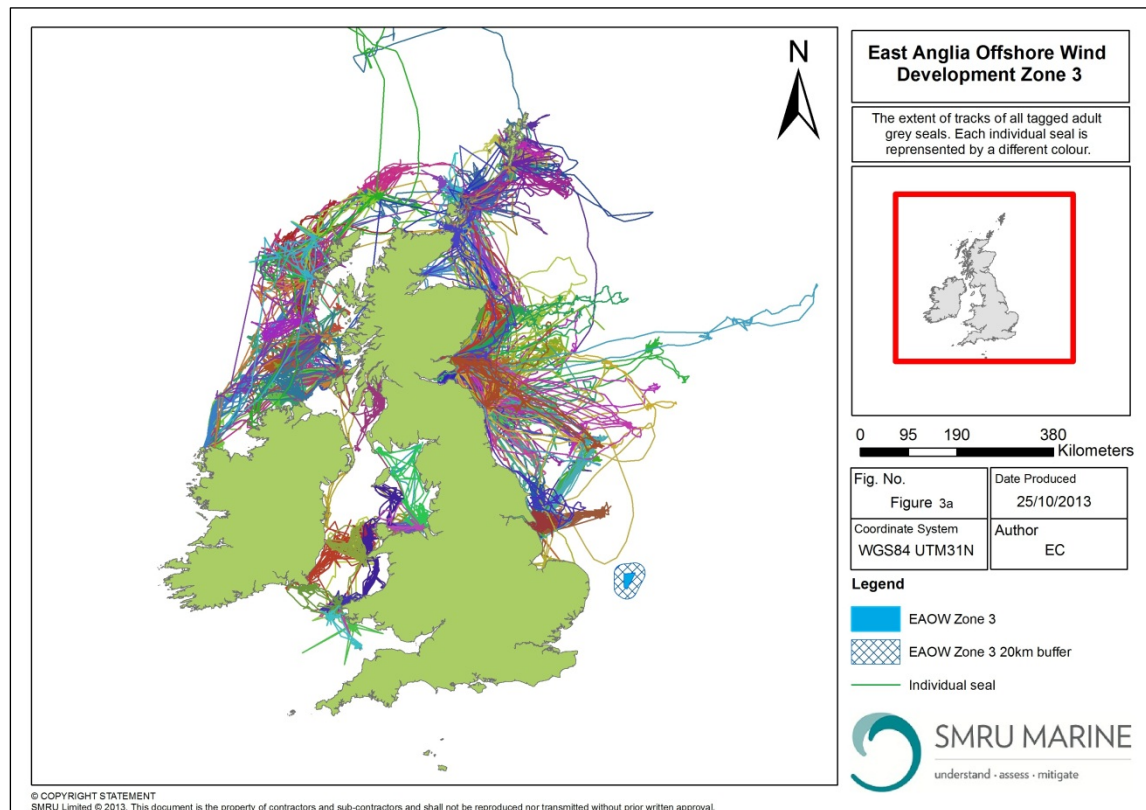 N
East Anglia Offshore Wind
Development Zone 3
The extent of tracks of all tagged adult
grey seals. Each individual seal is
reprensented by a different colour.
0 95 190 380
Kilometers
Fig. No.
Figure 3a
Date Produced
25/10/2013
Coordinate System
WGS84 UTM31N
Author
EC
Legend
EAOW Zone 3
EAOW Zone 3 20km buffer
Individual seal
SMRU MARINE
understand · assess · mitigate
© COPYRIGHT STATEMENT
SMRU Limited © 2013. This document is the property of contractors and sub-contractors and shall not be reproduced nor transmitted without prior written approval.